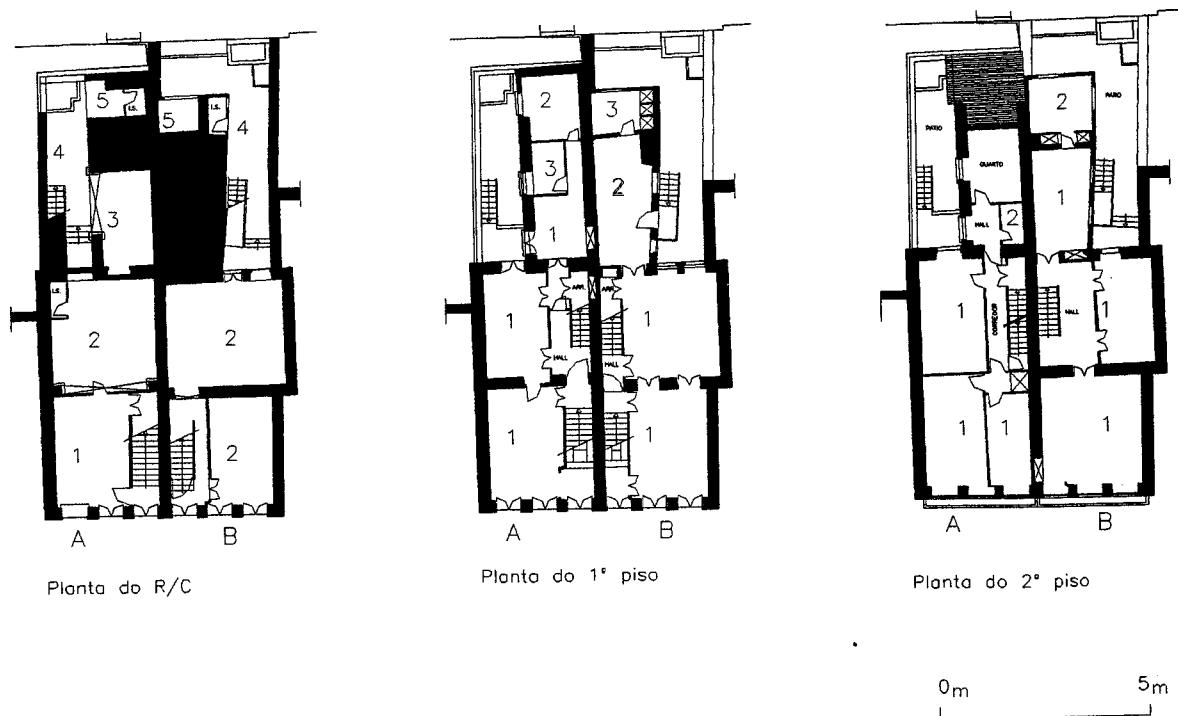 5
I.S.
5
I.S.
4
4
3
I.S.
2
2
1
2
A
B
Planta do R/C
2
3
3
2
1
1
ARR.
ARR.
1
HALL
HALL
1
1
A
B
Planta do 1º piso
2
PATIO
PATIO
QUARTO
1
HALL
2
1
CORREDOR
HALL
1
1
1
1
A
B
Planta do 2º piso
0m
5m